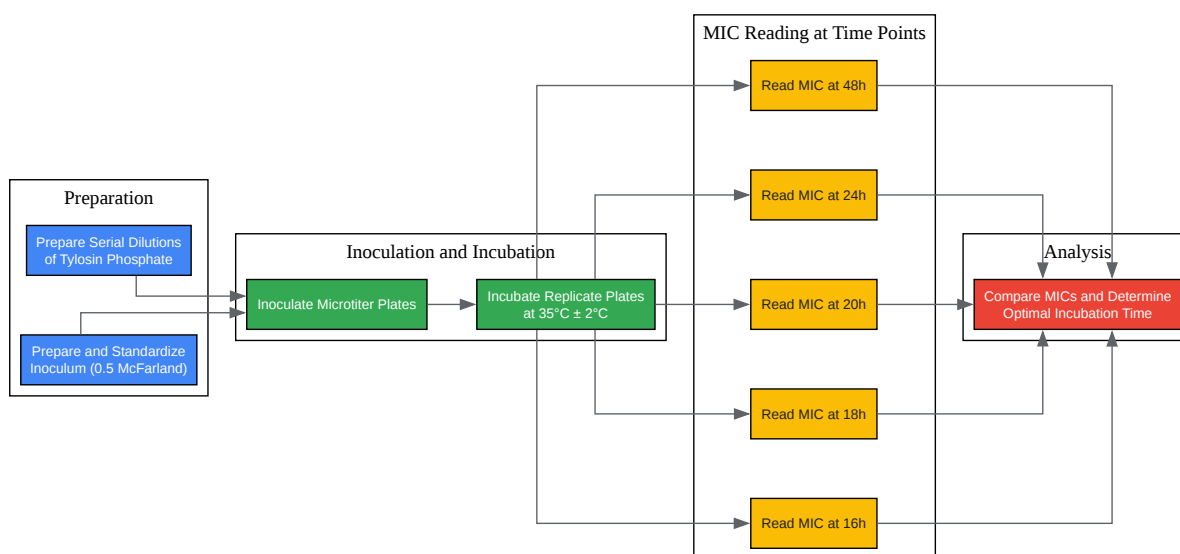 Preparation
Prepare Serial Dilutions
of Tylosin Phosphate
Prepare and Standardize
Inoculum (0.5 McFarland)
Inoculation and Incubation
Inoculate Microtiter Plates
Incubate Replicate Plates
at 35°C ± 2°C
MIC Reading at Time Points
Read MIC at 48h
Read MIC at 24h
Read MIC at 20h
Read MIC at 18h
Read MIC at 16h
Analysis
Compare MICs and Determine
Optimal Incubation Time